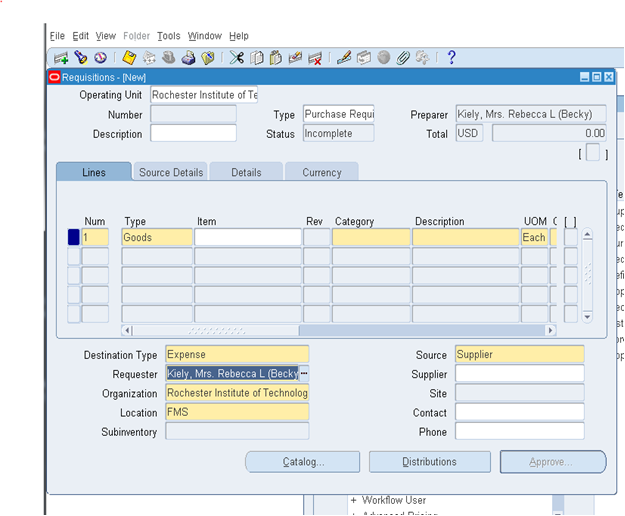 File Edit View Folder Tools Window Help
Requisitions - [New]
Operating Unit Rochester Institute of Te
Number
Type Purchase Requi
Preparer Kiely, Mrs. Rebecca L (Becky)
Description
Status Incomplete
Total USD 0.00
[ ]
Lines Source Details Details Currency
Num Type Item Rev Category Description UOM C [ ]
1 Goods Each
Destination Type Expense
Source Supplier
Requester Kiely, Mrs. Rebecca L (Becky
Supplier
Organization Rochester Institute of Technolog
Site
Location FMS
Contact
Subinventory
Phone
Catalog... Distributions Approve...
+ Workflow User
+ Advanced Pricing